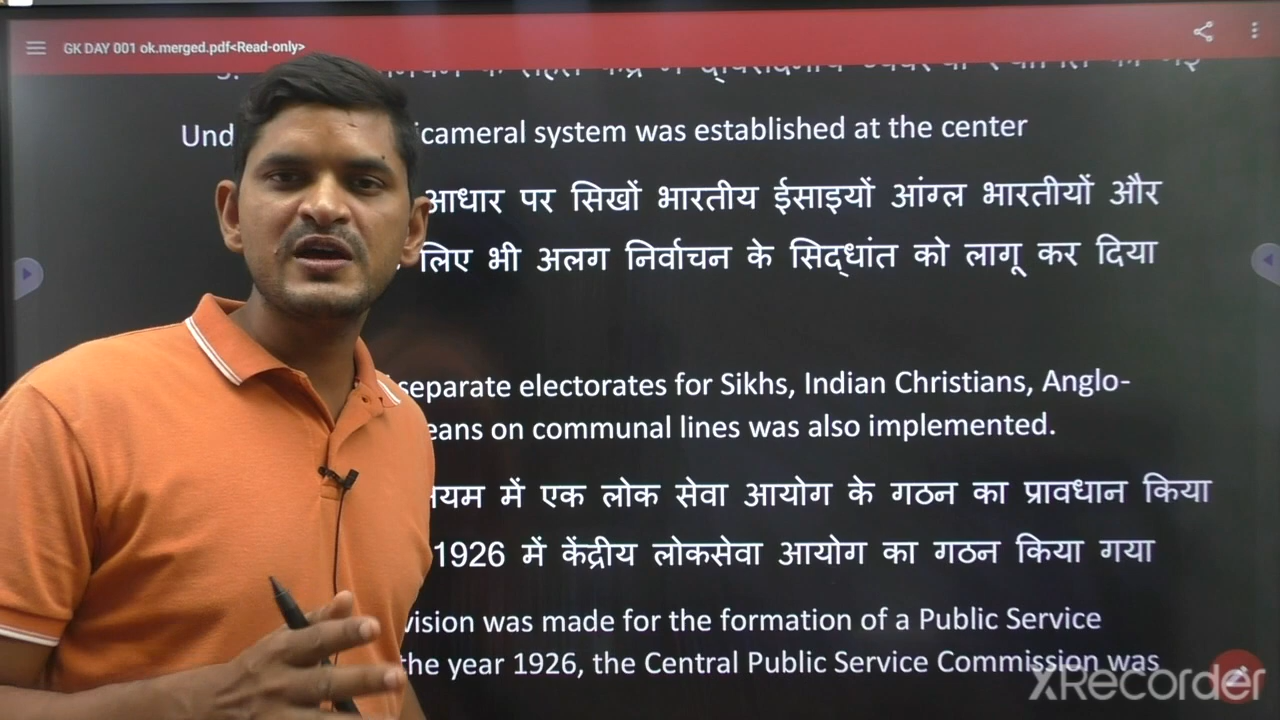 GK DAY 001 ok.merged.pdf<Read-only>
Und icameral system was established at the center
आधार पर सिखों भारतीय ईसाइयों आंग्ल भारतीयों और
लिए भी अलग निर्वाचन के सिद्धांत को लागू कर दिया
separate electorates for Sikhs, Indian Christians, Anglo-
eans on communal lines was also implemented.
यम में एक लोक सेवा आयोग के गठन का प्रावधान किया
1926 में केंद्रीय लोकसेवा आयोग का गठन किया गया
vision was made for the formation of a Public Service
the year 1926, the Central Public Service Commission was
XRecorder